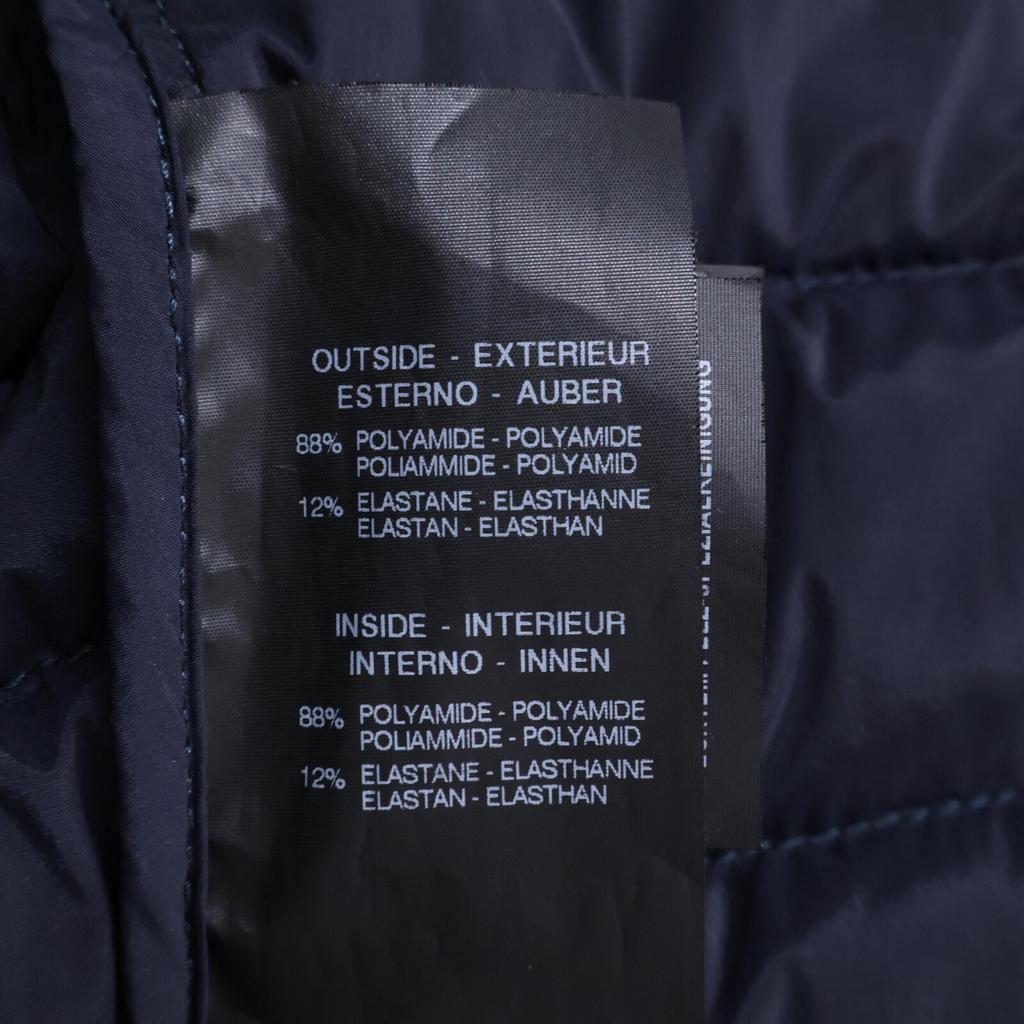 OUTSIDE - EXTERIEUR
ESTERNO - AUBER
88% POLYAMIDE - POLYAMIDE
POLIAMMIDE - POLYAMID
12% ELASTANE - ELASTHANNE
ELASTAN - ELASTHAN
INSIDE - INTERIEUR
INTERNO - INNEN
88% POLYAMIDE - POLYAMIDE
POLIAMMIDE - POLYAMID
12% ELASTANE - ELASTHANNE
ELASTAN - ELASTHAN